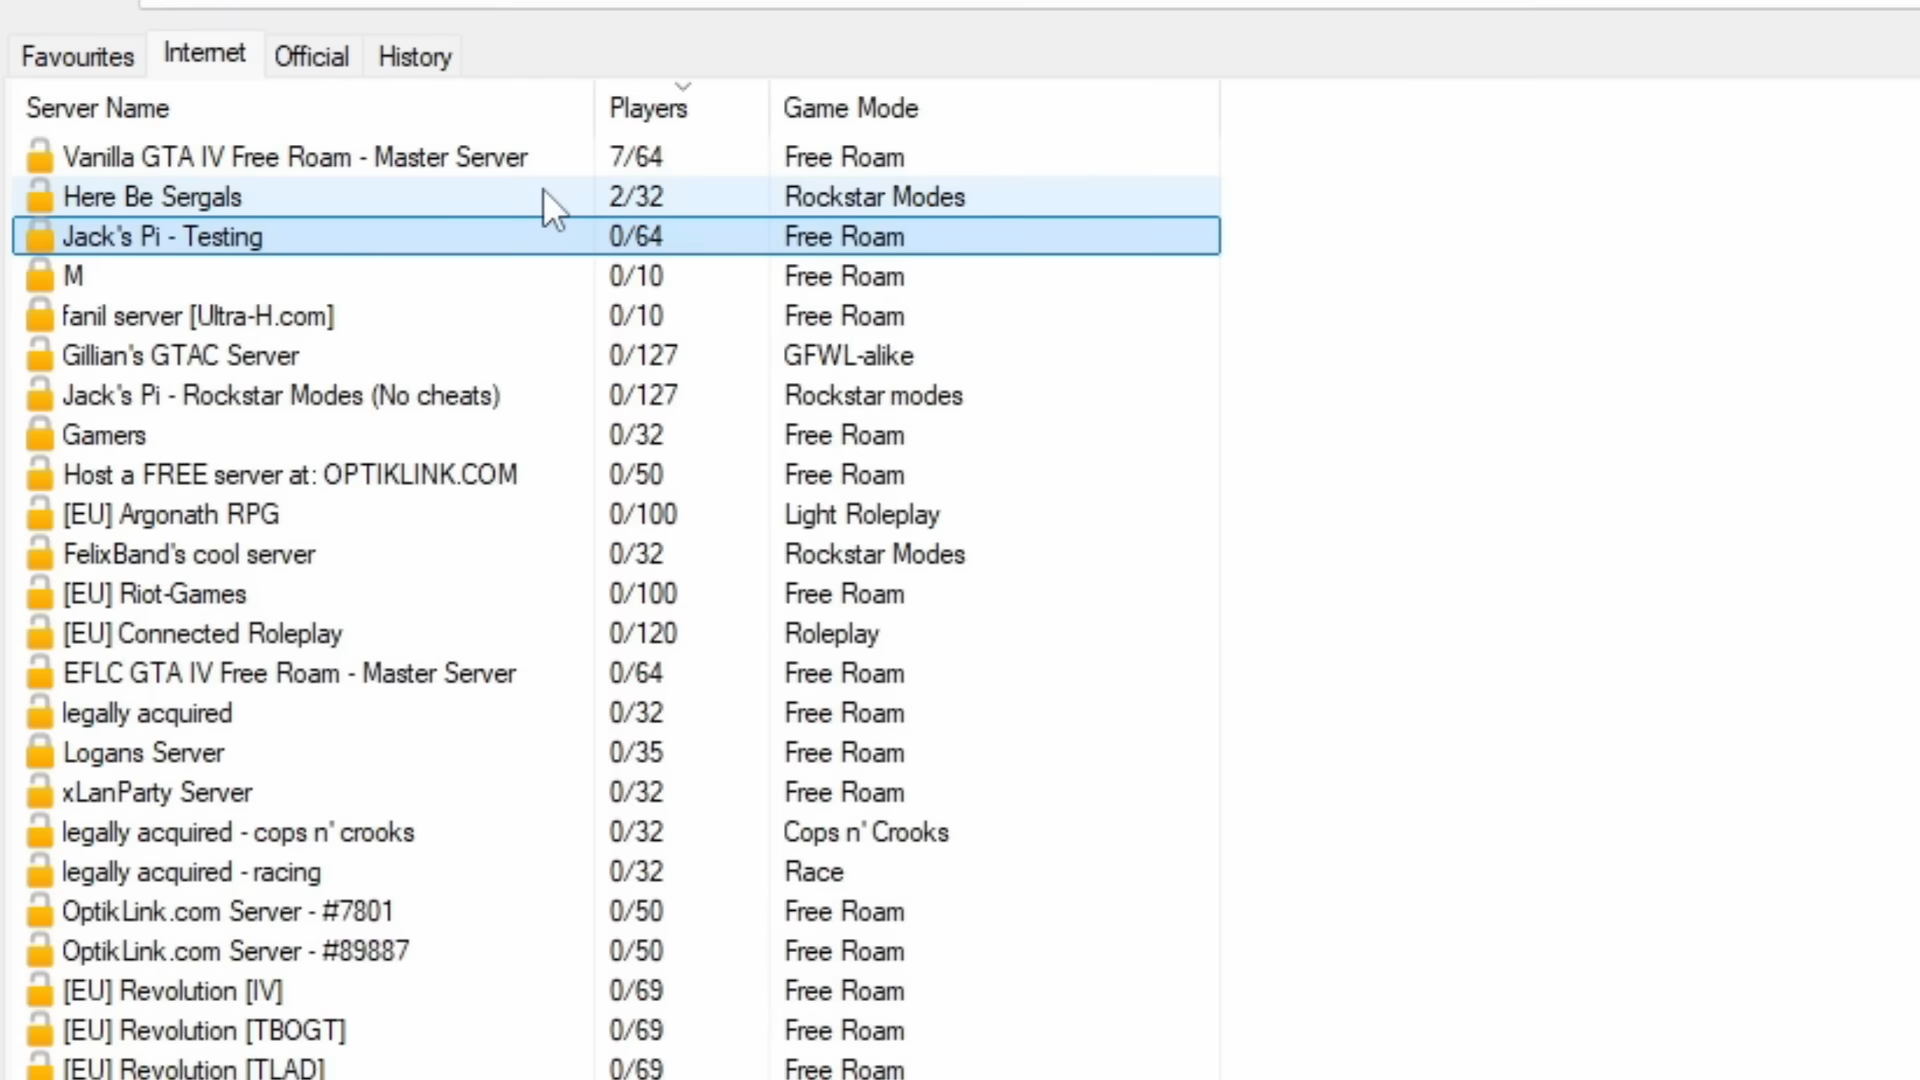 Favourites Internet Official History
Server Name Players Game Mode
Vanilla GTA IV Free Roam - Master Server 7/64 Free Roam
Here Be Sergals 2/32 Rockstar Modes
Jack's Pi - Testing 0/64 Free Roam
M 0/10 Free Roam
fanil server [Ultra-H.com] 0/10 Free Roam
Gillian's GTAC Server 0/127 GFWL-alike
Jack's Pi - Rockstar Modes (No cheats) 0/127 Rockstar modes
Gamers 0/32 Free Roam
Host a FREE server at: OPTIKLINK.COM 0/50 Free Roam
[EU] Argonath RPG 0/100 Light Roleplay
FelixBand's cool server 0/32 Rockstar Modes
[EU] Riot-Games 0/100 Free Roam
[EU] Connected Roleplay 0/120 Roleplay
EFLC GTA IV Free Roam - Master Server 0/64 Free Roam
legally acquired 0/32 Free Roam
Logans Server 0/35 Free Roam
xLanParty Server 0/32 Free Roam
legally acquired - cops n' crooks 0/32 Cops n' Crooks
legally acquired - racing 0/32 Race
OptikLink.com Server - #7801 0/50 Free Roam
OptikLink.com Server - #89887 0/50 Free Roam
[EU] Revolution [IV] 0/69 Free Roam
[EU] Revolution [TBOGT] 0/69 Free Roam
[EU] Revolution [TLAD] 0/69 Free Roam